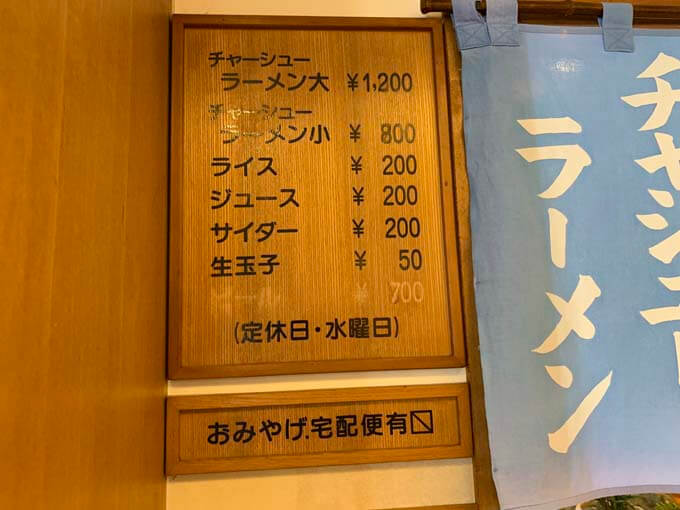 チャーシュー
ラーメン大 ¥1,200
チャーシュー
ラーメン小 ¥ 800
ライス ¥ 200
ジュース ¥ 200
サイダー ¥ 200
生玉子 ¥ 50
ビール ¥ 700
(定休日・水曜日)
おみやげ、宅配便有〼
チャーシュー
ラーメン